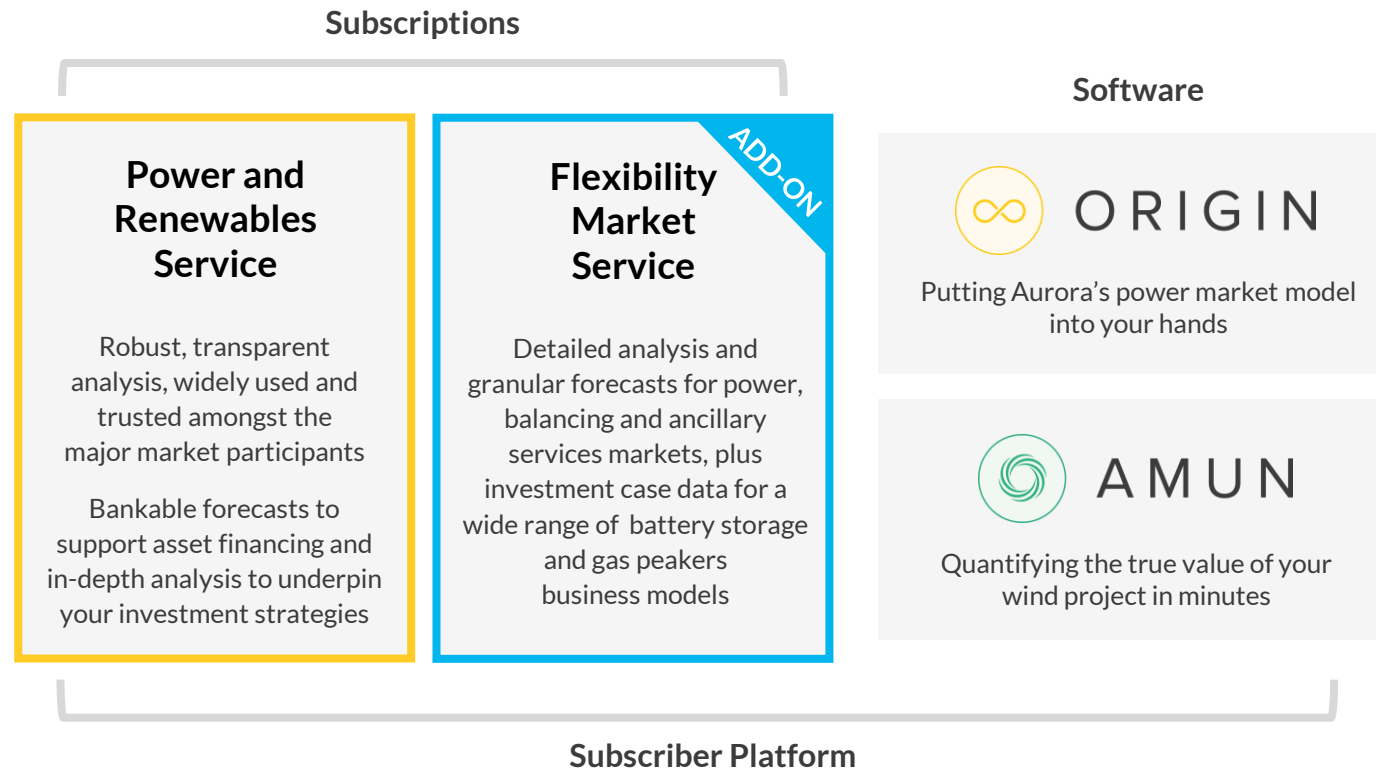 Subscriptions
Power and
Renewables
Service
Robust, transparent
analysis, widely used and
trusted amongst the
major market participants
Bankable forecasts to
support asset financing and
in-depth analysis to underpin
your investment strategies
ADD-ON
Flexibility
Market
Service
Detailed analysis and
granular forecasts for power,
balancing and ancillary
services markets, plus
investment case data for a
wide range of battery storage
and gas peakers
business models
Software
ORIGIN
Putting Aurora’s power market model
into your hands
AMUN
Quantifying the true value of your
wind project in minutes
Subscriber Platform